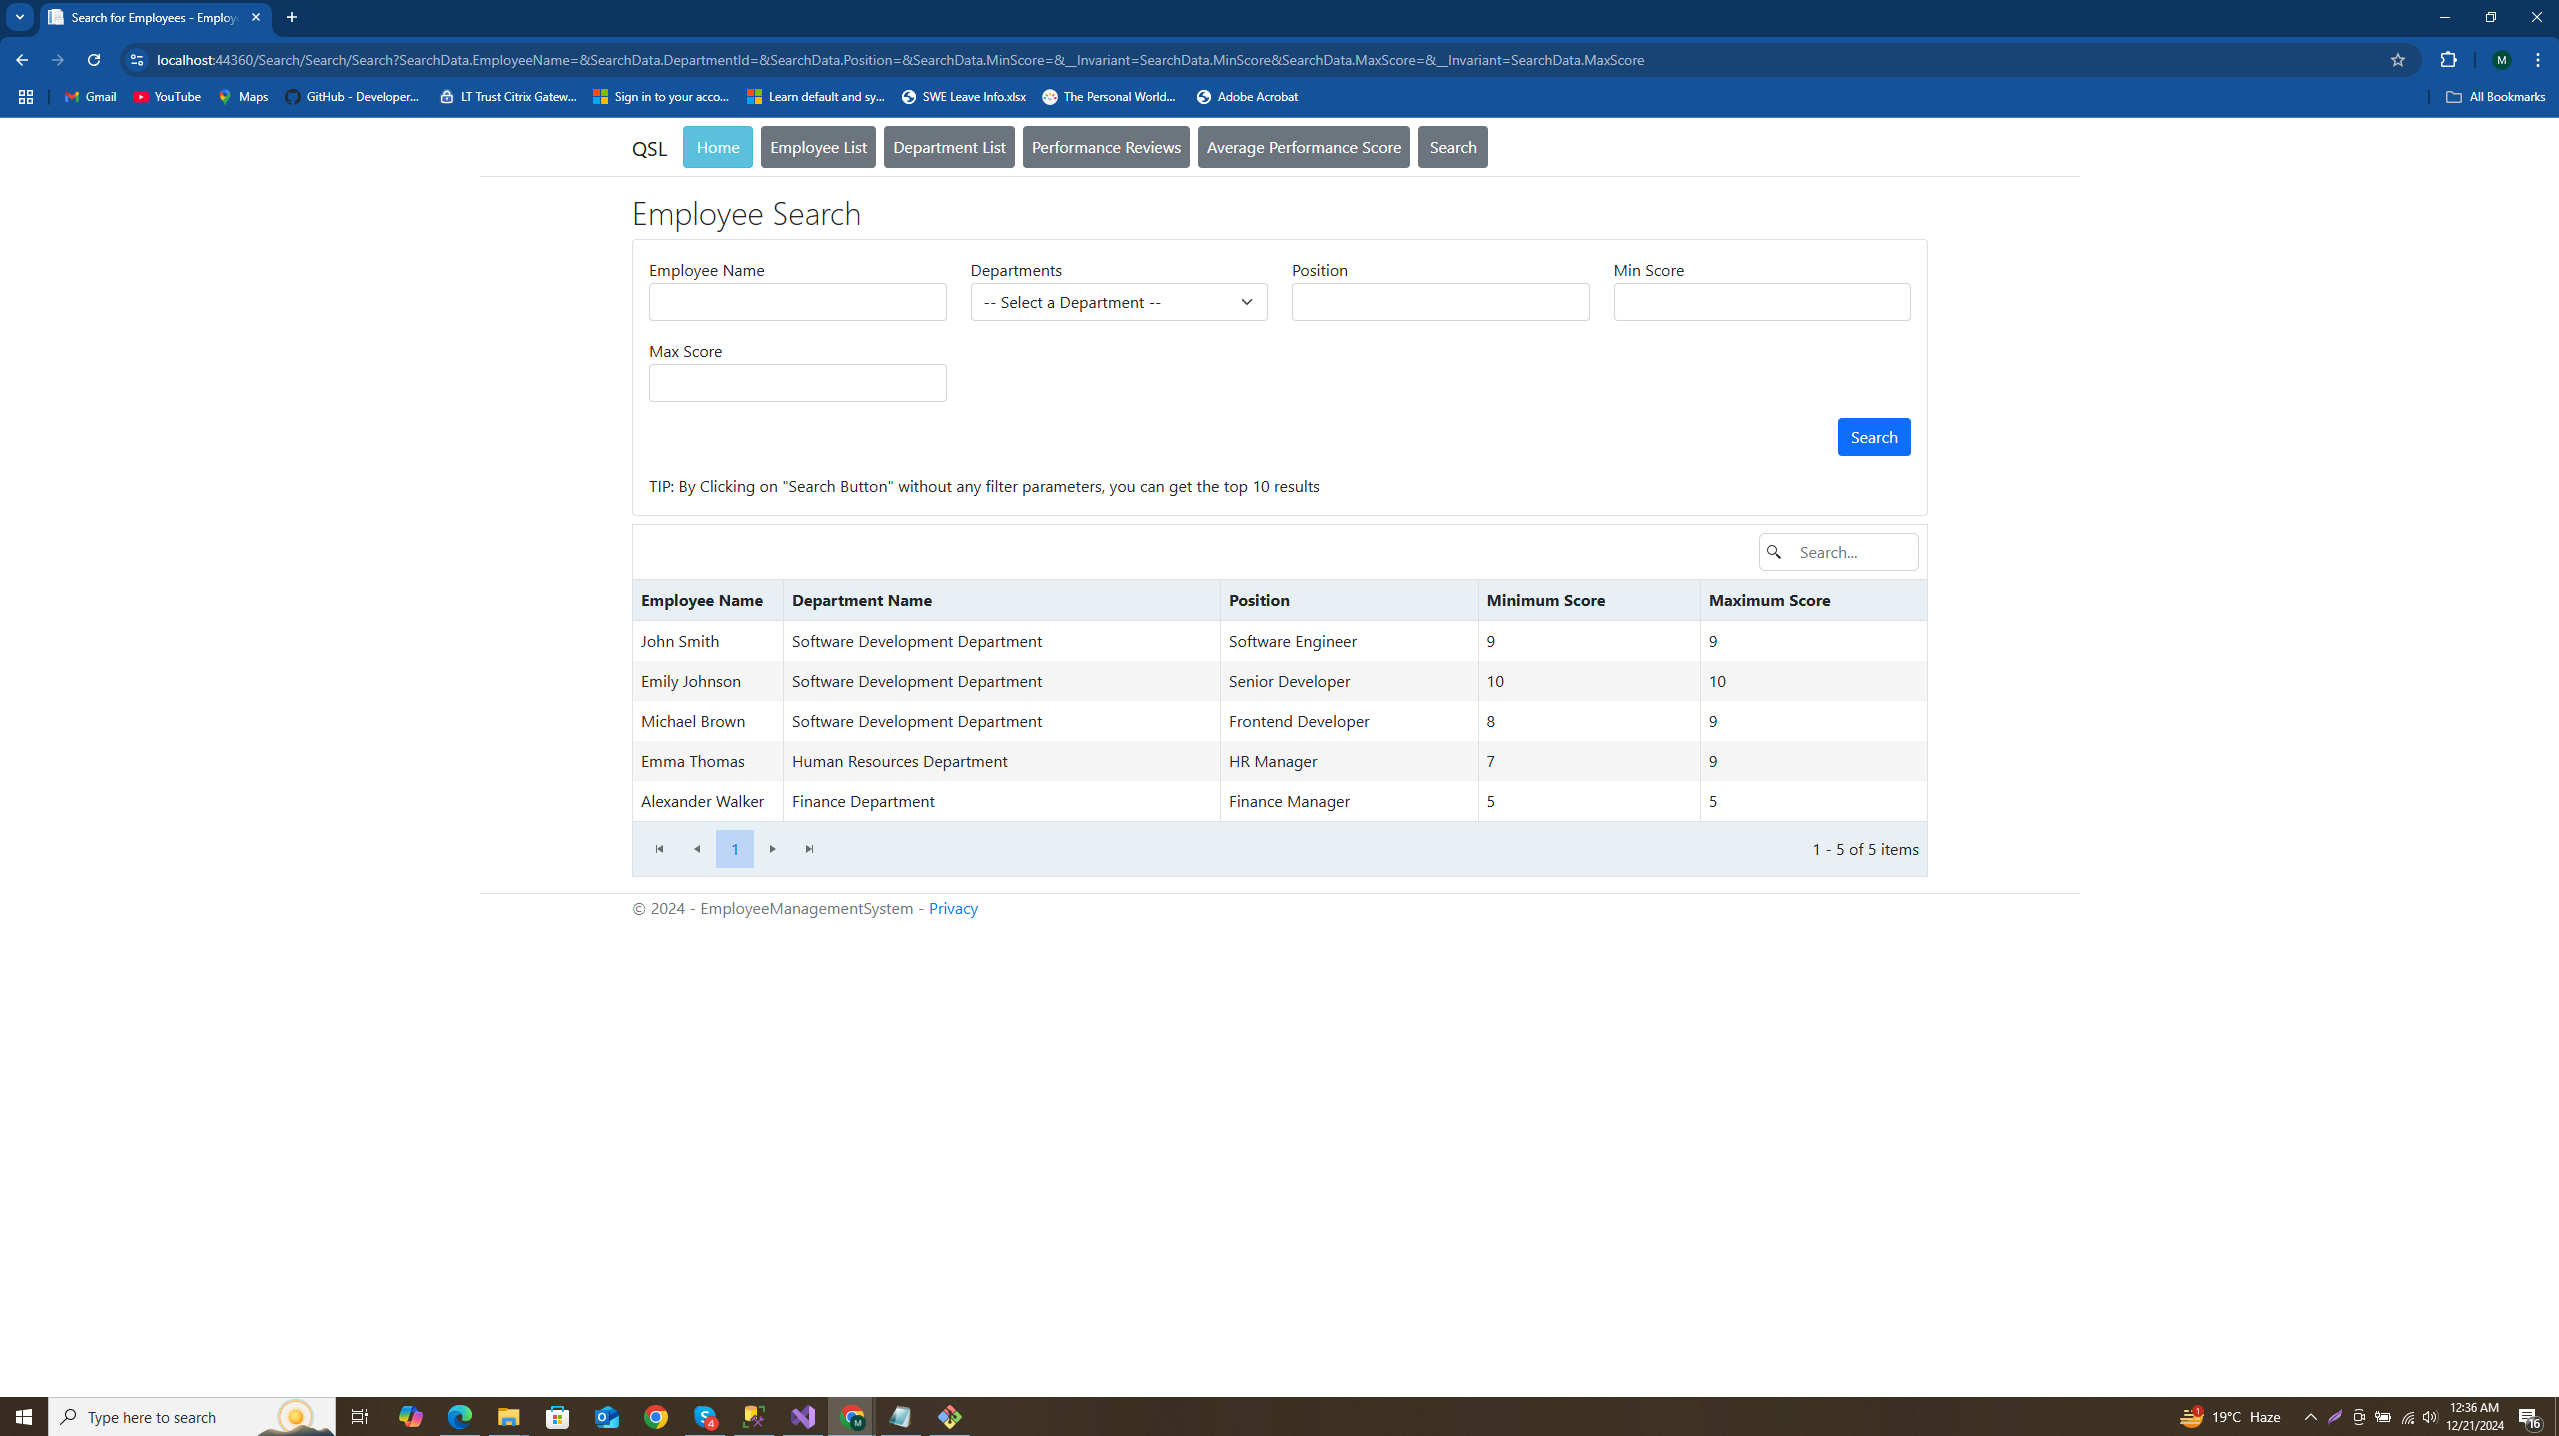 Search for Employees - Employ
localhost:44360/Search/Search/Search?SearchData.EmployeeName=&SearchData.DepartmentId=&SearchData.Position=&SearchData.MinScore=&__Invariant=SearchData.MinScore&SearchData.MaxScore=&__Invariant=SearchData.MaxScore
M
Gmail YouTube Maps GitHub - Developer... LT Trust Citrix Gatew... Sign in to your acco... Learn default and sy... SWE Leave Info.xlsx The Personal World... Adobe Acrobat All Bookmarks
QSL Home Employee List Department List Performance Reviews Average Performance Score Search
Employee Search
Employee Name Departments Position Min Score
-- Select a Department --
Max Score
Search
TIP: By Clicking on "Search Button" without any filter parameters, you can get the top 10 results
Search...
Employee Name Department Name Position Minimum Score Maximum Score
John Smith Software Development Department Software Engineer 9 9
Emily Johnson Software Development Department Senior Developer 10 10
Michael Brown Software Development Department Frontend Developer 8 9
Emma Thomas Human Resources Department HR Manager 7 9
Alexander Walker Finance Department Finance Manager 5 5
1 1 - 5 of 5 items
© 2024 - EmployeeManagementSystem - Privacy
Type here to search 4 M 1 19°C Haze 12:36 AM
12/21/2024 16